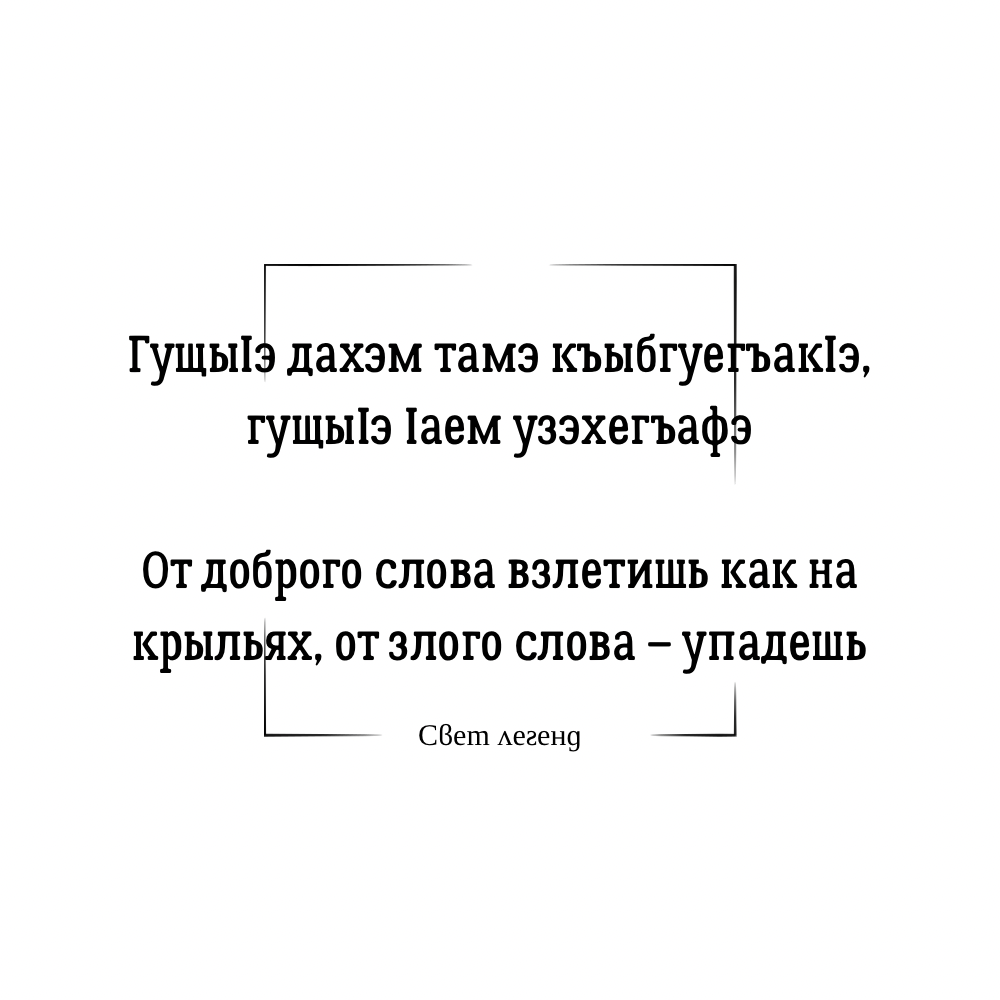 ГущыӀэ дахэм тамэ къыбгуегъакӀэ,
гущыӀэ Ӏаем узэхегъафэ
От доброго слова взлетишь как на
крыльях, от злого слова – упадешь
Свет легенд